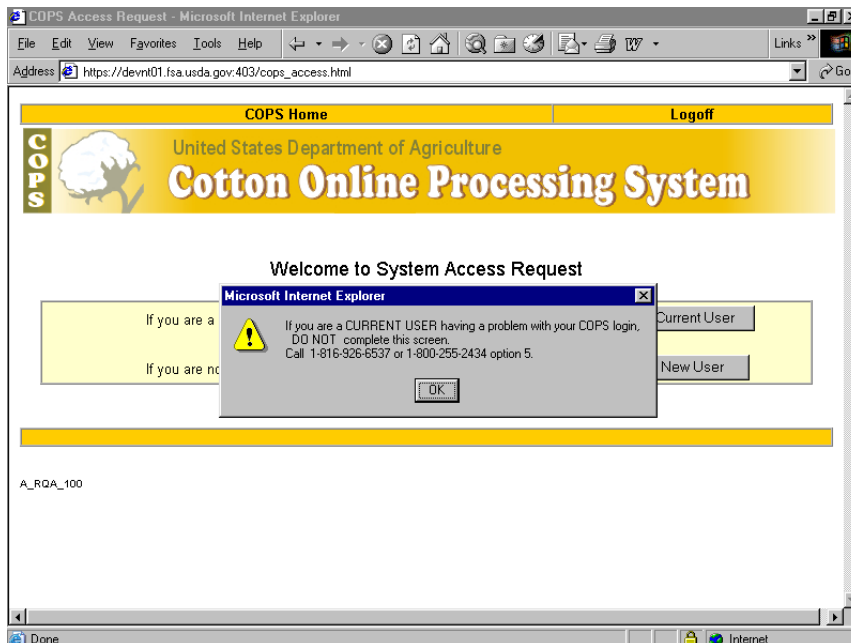 COPS Access Request - Microsoft Internet Explorer
File Edit View Favorites Tools Help Links »
Address https://devnt01.fsa.usda.gov:403/cops_access.html Go
COPS Home Logoff
COPS
United States Department of Agriculture
Cotton Online Processing System
Welcome to System Access Request
Microsoft Internet Explorer
If you are a Current User
If you are a CURRENT USER having a problem with your COPS login,
DO NOT complete this screen.
Call 1-816-926-6537 or 1-800-255-2434 option 5.
If you are no New User
OK
A_RQA_100
Done Internet